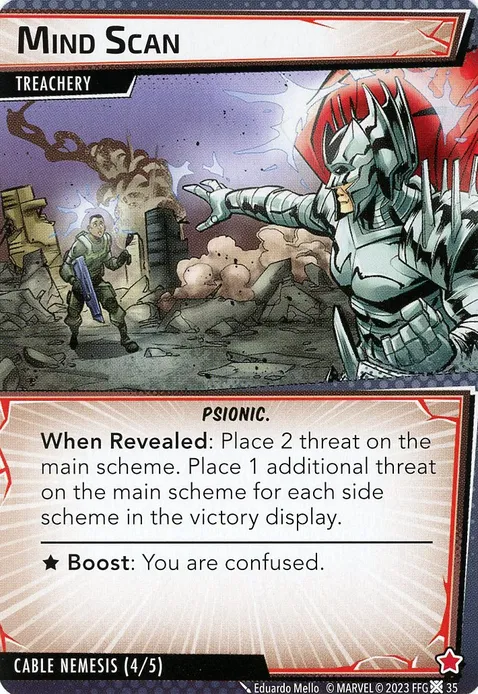 Mind Scan
TREACHERY
PSIONIC.
When Revealed: Place 2 threat on the
main scheme. Place 1 additional threat
on the main scheme for each side
scheme in the victory display.
★ Boost: You are confused.
CABLE NEMESIS (4/5)
Eduardo Mello © MARVEL © 2023 FFG 35